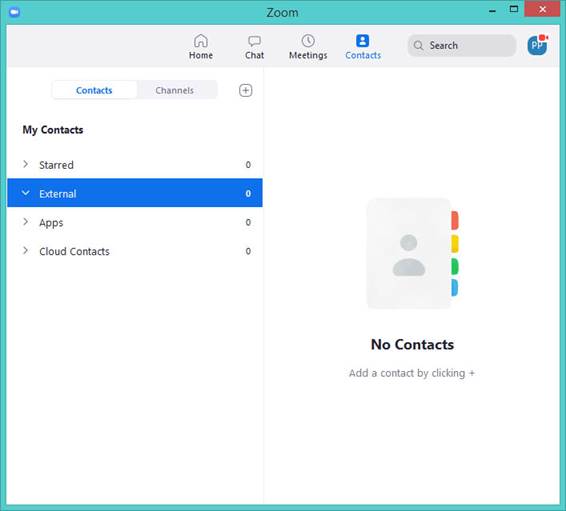 Zoom
Home
Chat
Meetings
Contacts
Search
PP
Contacts
Channels
My Contacts
Starred 0
External 0
Apps 0
Cloud Contacts 0
No Contacts
Add a contact by clicking +